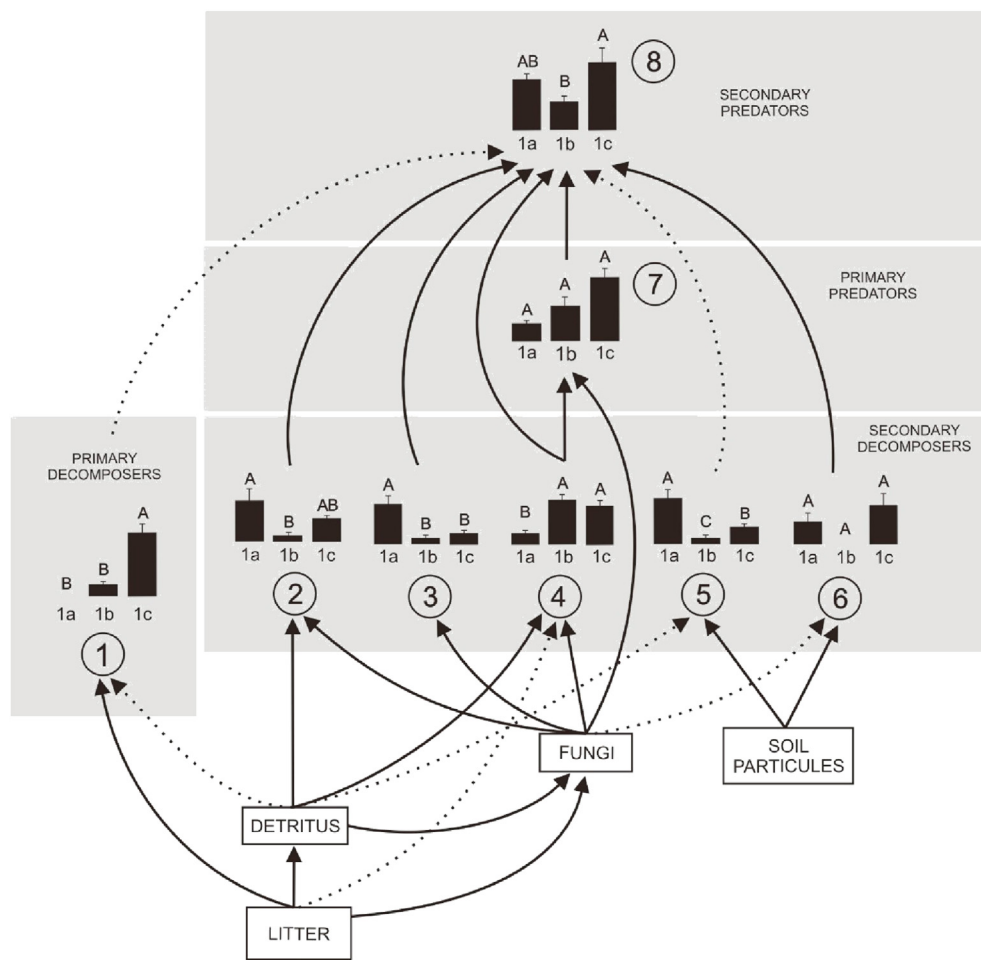 A
AB
B
8
1a 1b 1c
SECONDARY
PREDATORS
A
A
A
7
1a 1b 1c
PRIMARY
PREDATORS
SECONDARY
DECOMPOSERS
PRIMARY
DECOMPOSERS
A
B B
1a 1b 1c
1
A
B
AB
1a 1b 1c
2
A
B B
1a 1b 1c
3
B
A A
1a 1b 1c
4
A
C
B
1a 1b 1c
5
A
A
A
1a 1b 1c
6
FUNGI
SOIL
PARTICULES
DETRITUS
LITTER